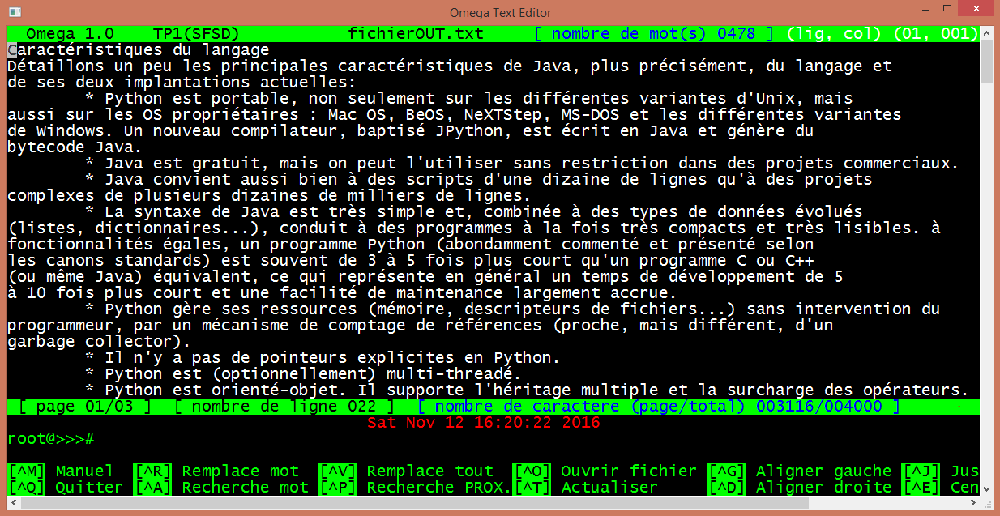 Omega Text Editor
Omega 1.0 TP1(SFSD) fichierOUT.txt [ nombre de mot(s) 0478 ] (lig, col) (01, 001)
Caractéristiques du langage
Détaillons un peu les principales caractéristiques de Java, plus précisément, du langage et
de ses deux implantations actuelles:
* Python est portable, non seulement sur les différentes variantes d'Unix, mais
aussi sur les OS propriétaires : Mac OS, BeOS, NeXTStep, MS-DOS et les différentes variantes
de Windows. Un nouveau compilateur, baptisé JPython, est écrit en Java et génère du
bytecode Java.
* Java est gratuit, mais on peut l'utiliser sans restriction dans des projets commerciaux.
* Java convient aussi bien à des scripts d'une dizaine de lignes qu'à des projets
complexes de plusieurs dizaines de milliers de lignes.
* La syntaxe de Java est très simple et, combinée à des types de données évolués
(listes, dictionnaires...), conduit à des programmes à la fois très compacts et très lisibles. à
fonctionnalités égales, un programme Python (abondamment commenté et présenté selon
les canons standards) est souvent de 3 à 5 fois plus court qu'un programme C ou C++
(ou même Java) équivalent, ce qui représente en général un temps de développement de 5
à 10 fois plus court et une facilité de maintenance largement accrue.
* Python gère ses ressources (mémoire, descripteurs de fichiers...) sans intervention du
programmeur, par un mécanisme de comptage de références (proche, mais différent, d'un
garbage collector).
* Il n'y a pas de pointeurs explicites en Python.
* Python est (optionnellement) multi-threadé.
* Python est orienté-objet. Il supporte l'héritage multiple et la surcharge des opérateurs.
[ page 01/03 ] [ nombre de ligne 022 ] [ nombre de caractere (page/total) 003116/004000 ]
Sat Nov 12 16:20:22 2016
root@>>>#
[^M] Manuel [^R] Remplace mot [^V] Remplace tout [^O] Ouvrir fichier [^G] Aligner gauche [^J] Jus
[^Q] Quitter [^A] Recherche mot [^P] Recherche PROX. [^T] Actualiser [^D] Aligner droite [^E] Cen